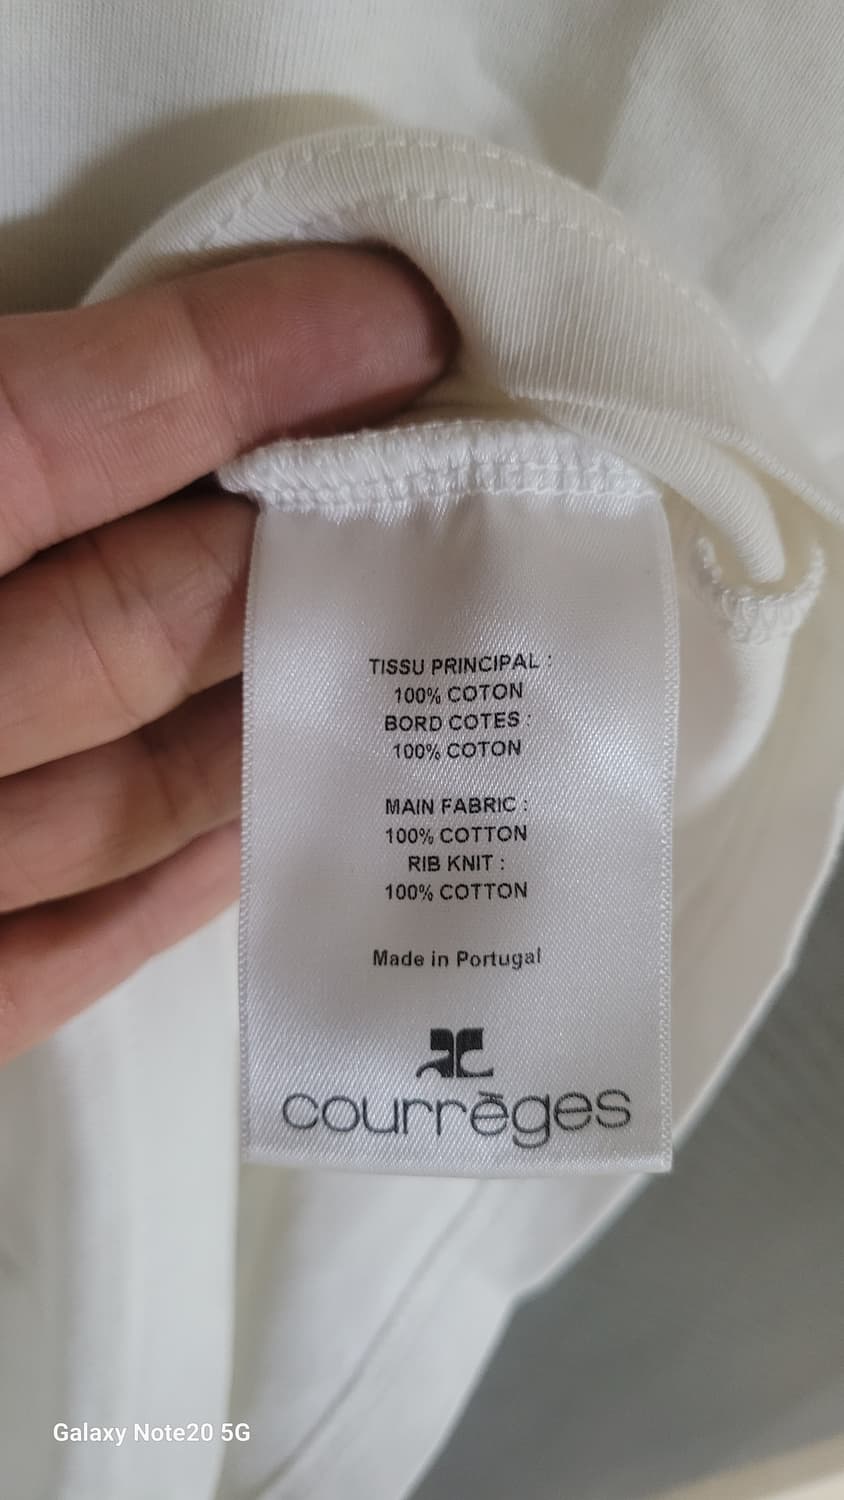 TISSU PRINCIPAL :
100% COTON
BORD COTES :
100% COTON
MAIN FABRIC :
100% COTTON
RIB KNIT :
100% COTTON
Made in Portugal
courrèges
Galaxy Note20 5G